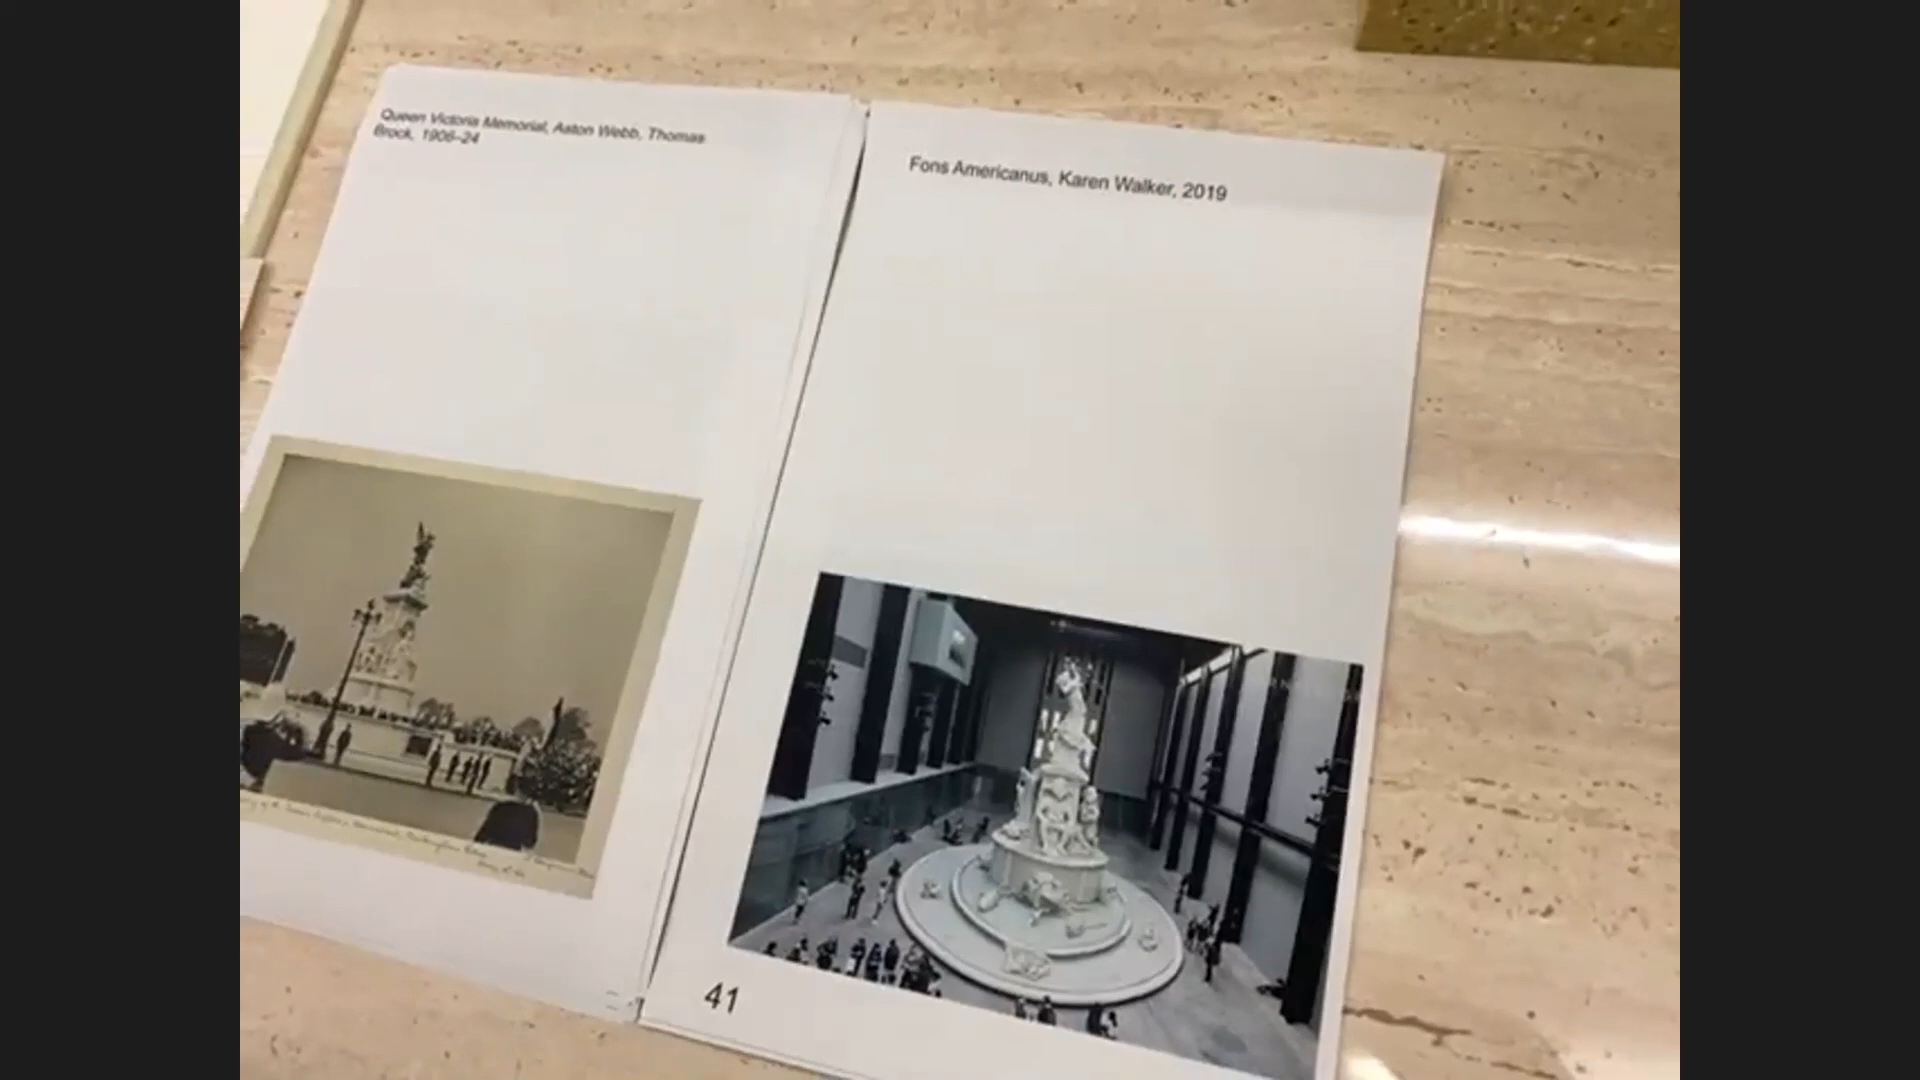 Queen Victoria Memorial, Aston Webb, Thomas
Brock, 1906–24
Fons Americanus, Karen Walker, 2019
41